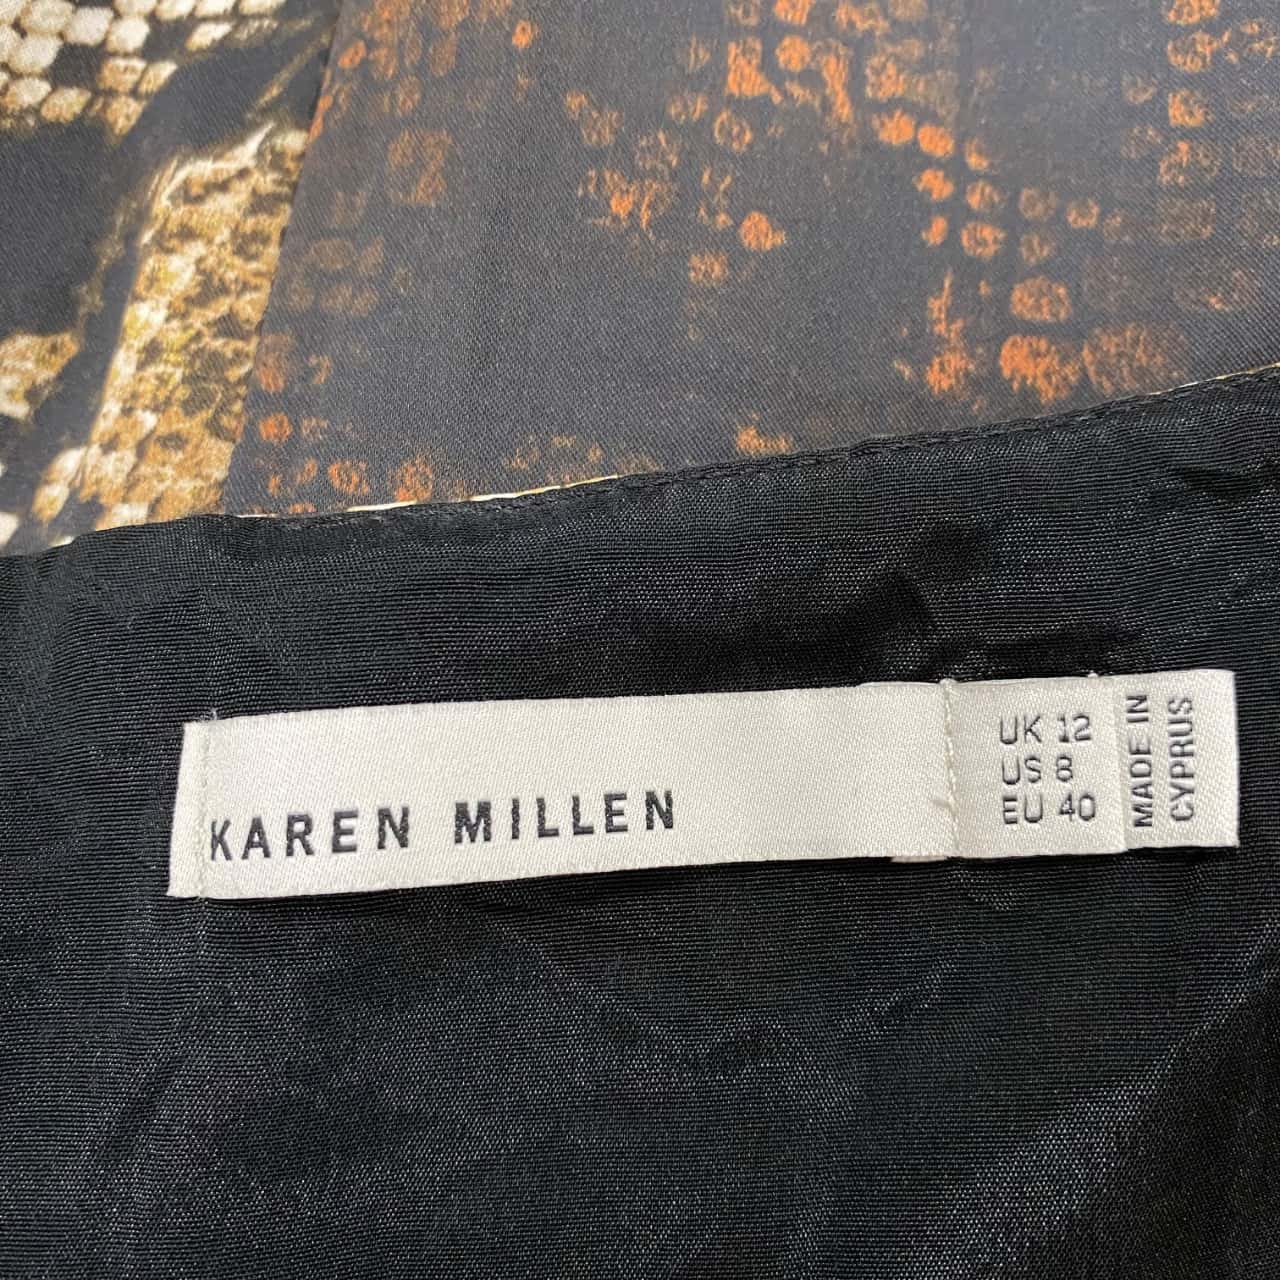 KAREN MILLEN
UK 12
US 8
EU 40
MADE IN
CYPRUS